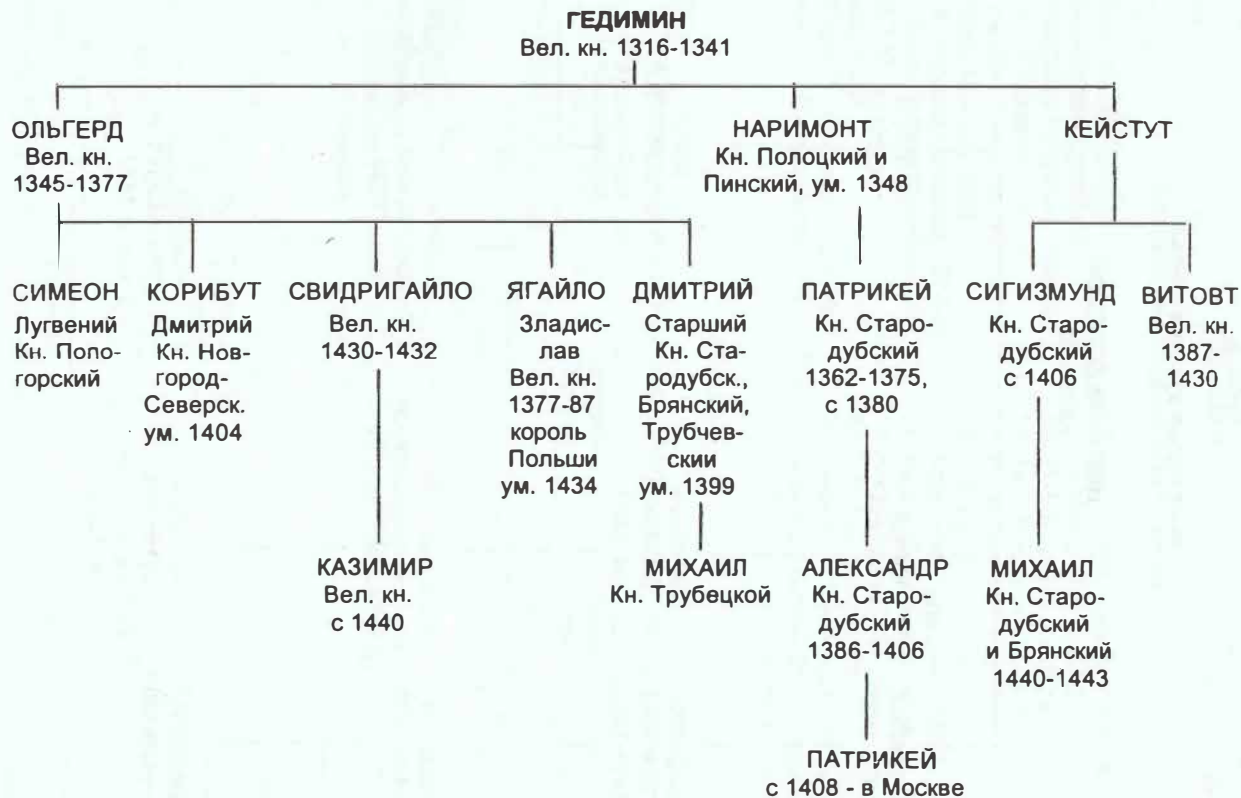 ГЕДИМИН
Вел. кн. 1316-1341
ОЛЬГЕРД
Вел. кн.
1345-1377
НАРИМОНТ
Кн. Полоцкий и
Пинский, ум. 1348
КЕЙСТУТ
СИМЕОН
Лугвений
Кн. Попо-
горский
КОРИБУТ
Дмитрий
Кн. Нов-
город-
Северск.
ум. 1404
СВИДРИГАЙЛО
Вел. кн.
1430-1432
ЯГАЙЛО
Зладис-
лав
Вел. кн.
1377-87
король
Польши
ум. 1434
ДМИТРИЙ
Старший
Кн. Ста-
родубск.,
Брянский,
Трубчев-
скии
ум. 1399
ПАТРИКЕЙ
Кн. Старо-
дубский
1362-1375,
с 1380
СИГИЗМУНД
Кн. Старо-
дубский
с 1406
ВИТОВТ
Вел. кн.
1387-
1430
КАЗИМИР
Вел. кн.
с 1440
МИХАИЛ
Кн. Трубецкой
АЛЕКСАНДР
Кн. Старо-
дубский
1386-1406
МИХАИЛ
Кн. Старо-
дубский
и Брянский
1440-1443
ПАТРИКЕЙ
с 1408 - в Москве